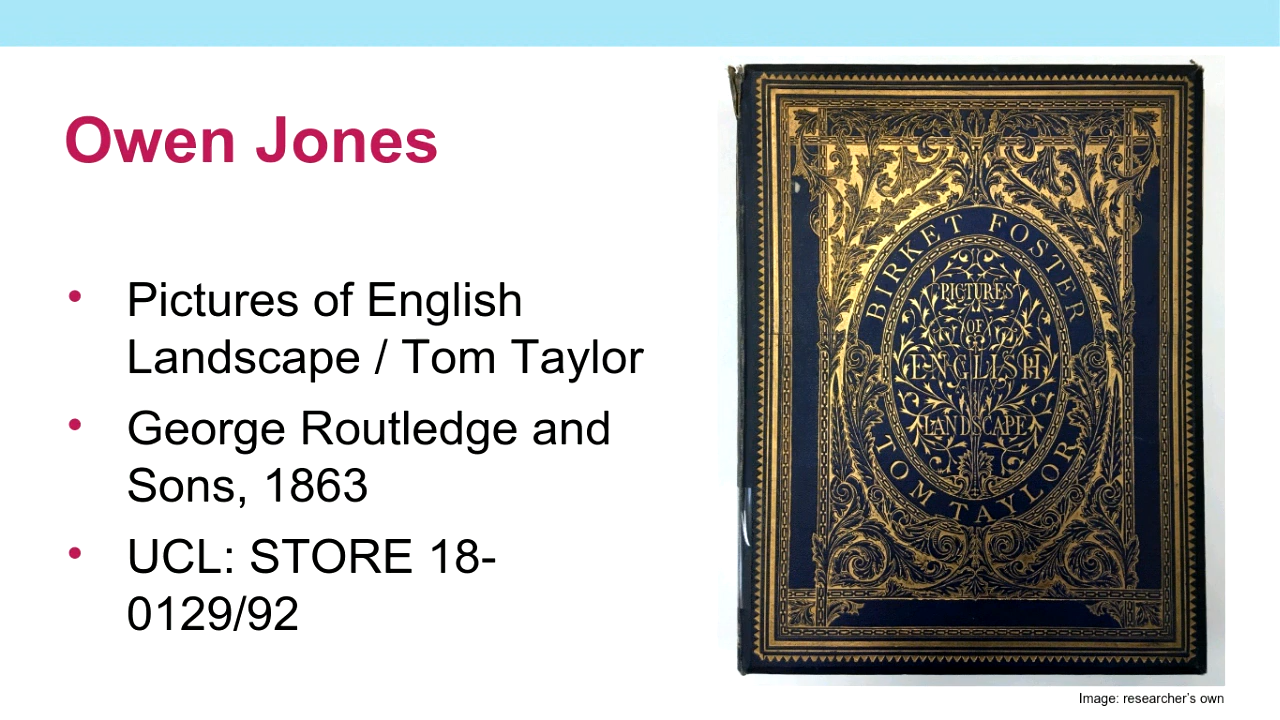 Owen Jones
• Pictures of English
Landscape / Tom Taylor
• George Routledge and
Sons, 1863
• UCL: STORE 18-
0129/92
BIRKET FOSTER
PICTURES
OF
ENGLISH
LANDSCAPE
TOM TAYLOR
Image: researcher's own